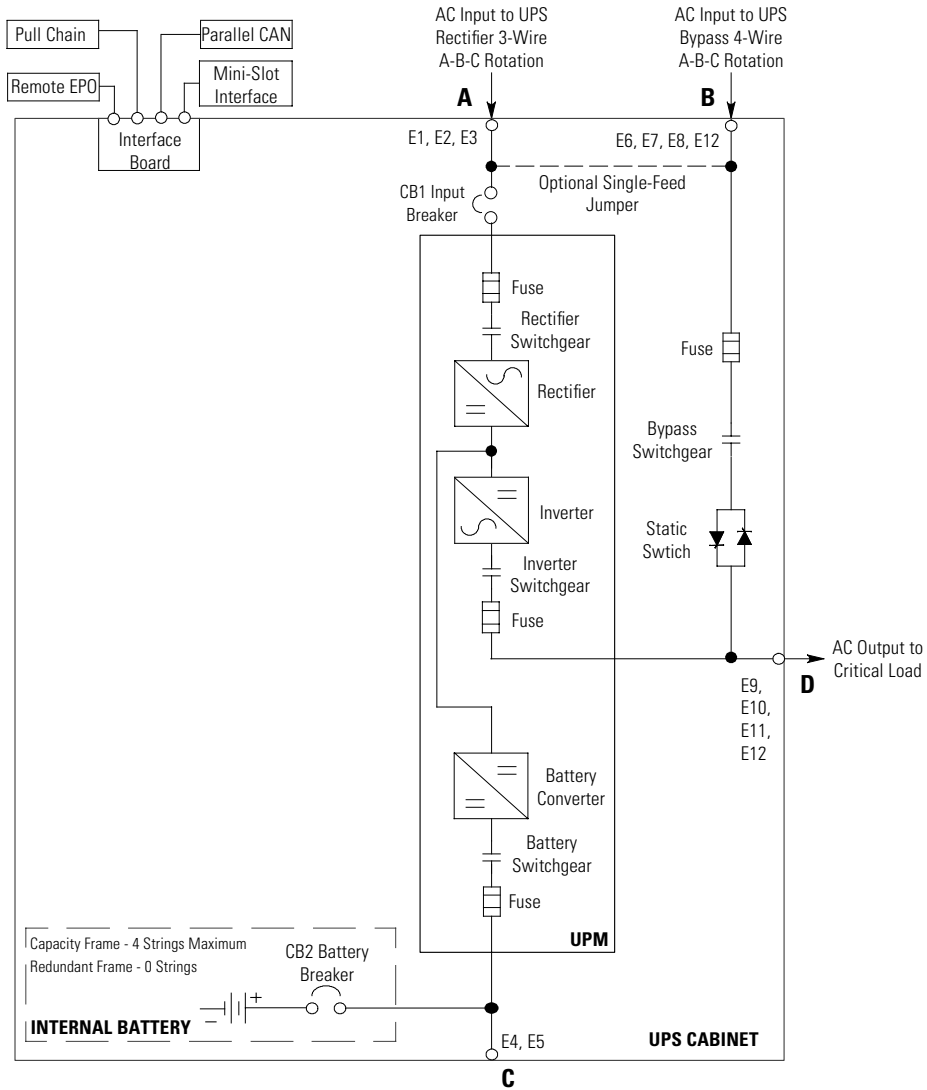 AC Input to UPS
Rectifier 3-Wire
A-B-C Rotation
AC Input to UPS
Bypass 4-Wire
A-B-C Rotation
Pull Chain
Parallel CAN
Remote EPO
Mini-Slot
Interface
Interface
Board
A
B
E1, E2, E3
E6, E7, E8, E12
Optional Single-Feed
Jumper
CB1 Input
Breaker
Fuse
Rectifier
Switchgear
Rectifier
Fuse
Bypass
Switchgear
Inverter
Static
Swtich
Inverter
Switchgear
Fuse
AC Output to
Critical Load
D
E9,
E10,
E11,
E12
Battery
Converter
Battery
Switchgear
Fuse
UPM
Capacity Frame - 4 Strings Maximum
Redundant Frame - 0 Strings
CB2 Battery
Breaker
+
–
INTERNAL BATTERY
E4, E5
UPS CABINET
C